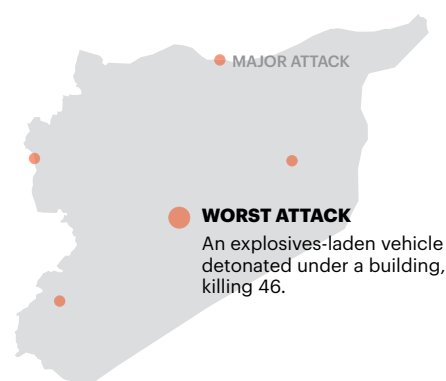 MAJOR ATTACK
WORST ATTACK
An explosives-laden vehicle
detonated under a building,
killing 46.